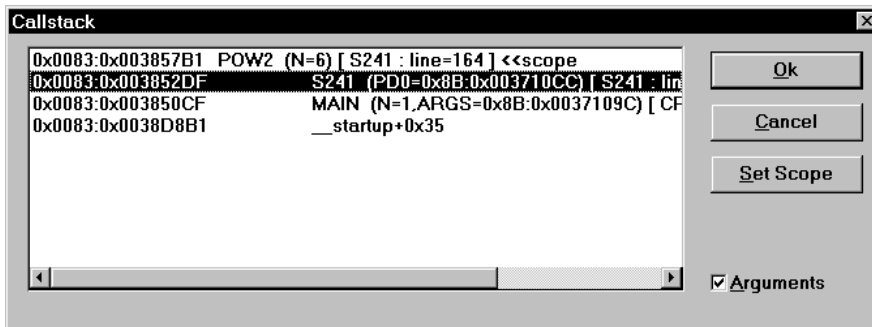 Callstack
0x0083:0x003857B1 POW2 (N=6) [ S241 : line=164 ] <<scope
0x0083:0x003852DF S241 (PD0=0x8B:0x003710CC) [ S241 : lin
0x0083:0x003850CF MAIN (N=1,ARGS=0x8B:0x0037109C) [ CF
0x0083:0x0038D8B1 __startup+0x35
Ok
Cancel
Set Scope
Arguments